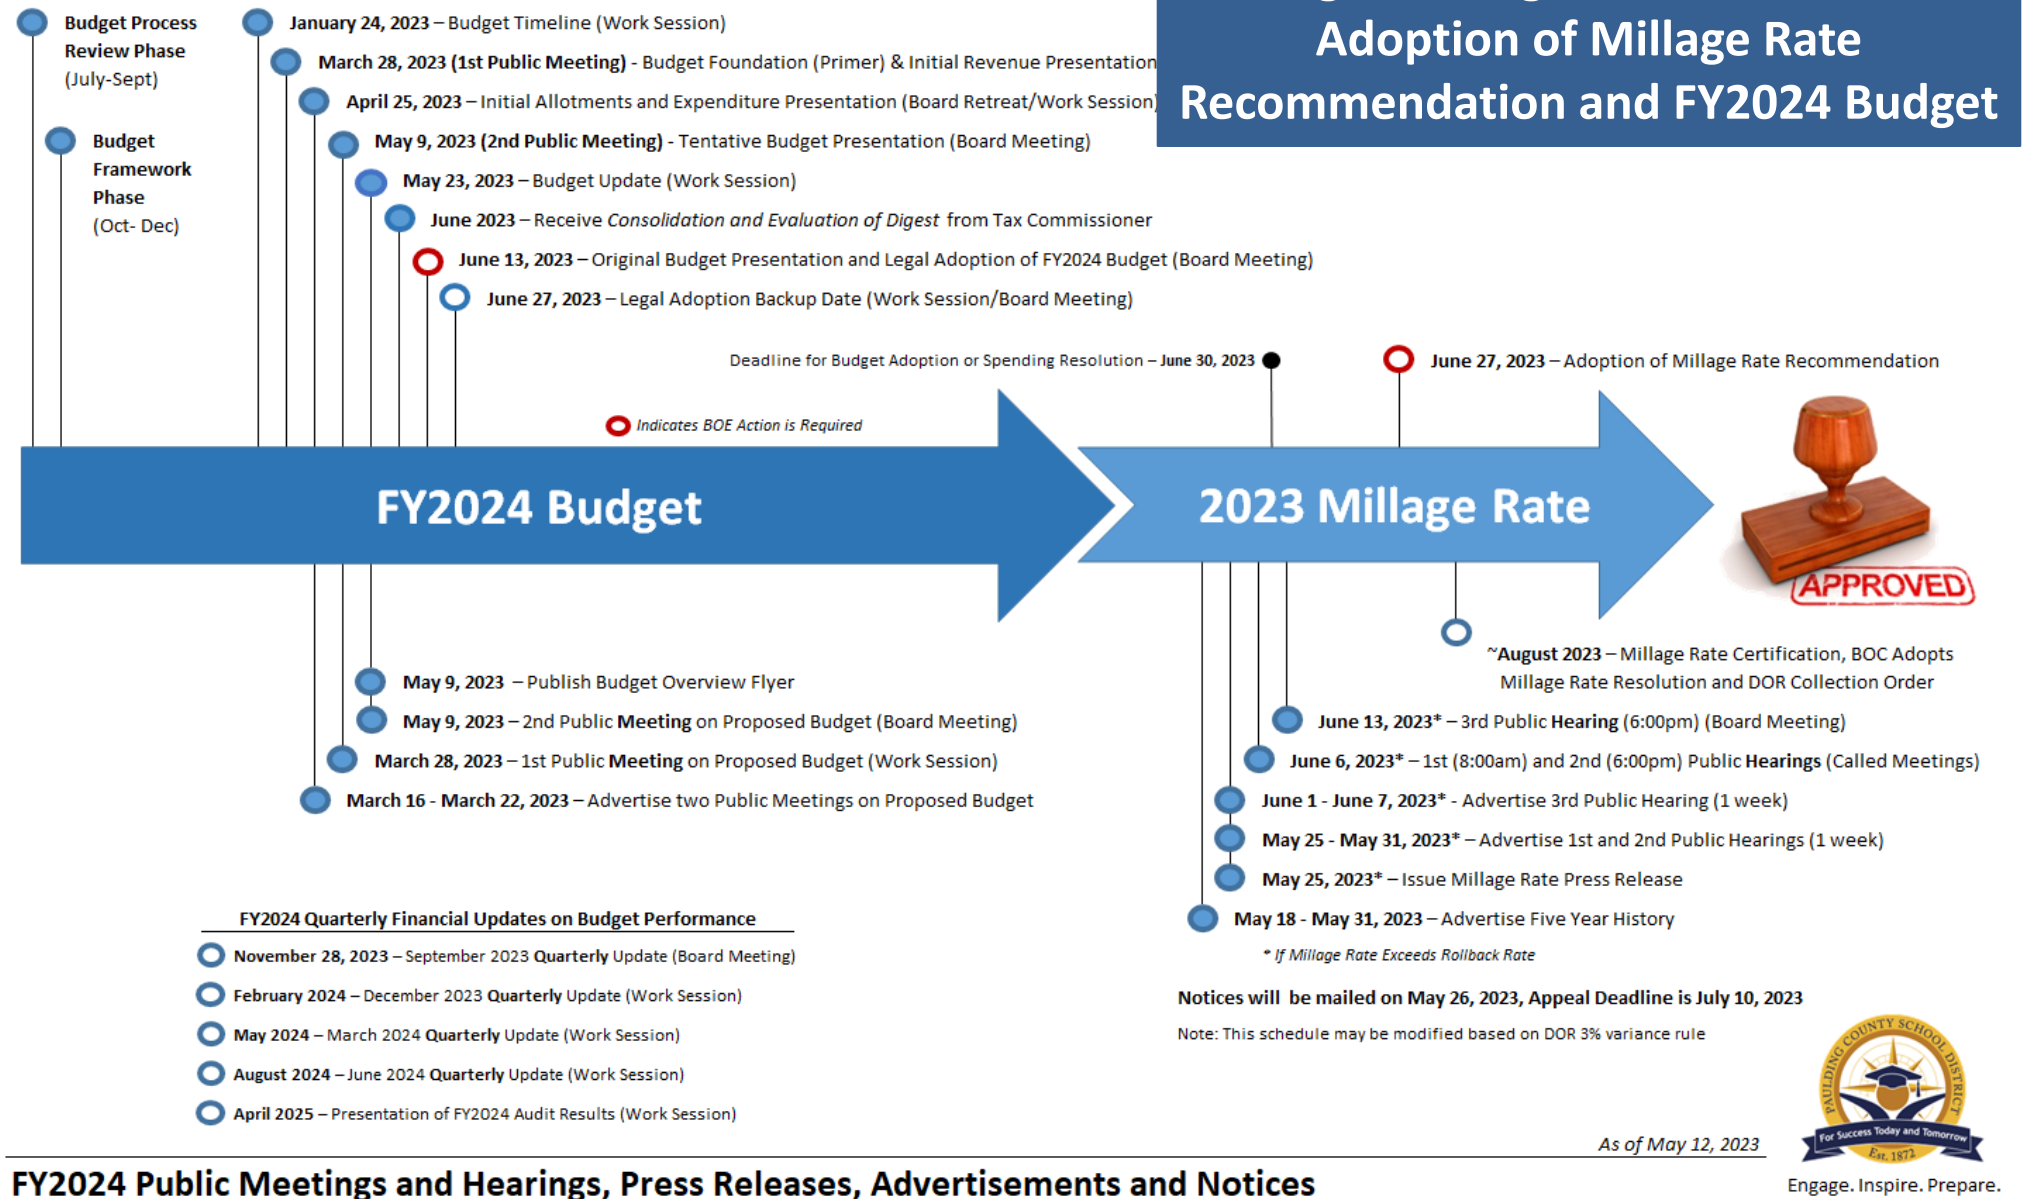 Adoption of Millage Rate
Recommendation and FY2024 Budget
Budget Process
Review Phase
(July-Sept)
Budget
Framework
Phase
(Oct- Dec)
January 24, 2023 – Budget Timeline (Work Session)
March 28, 2023 (1st Public Meeting) - Budget Foundation (Primer) & Initial Revenue Presentation
April 25, 2023 – Initial Allotments and Expenditure Presentation (Board Retreat/Work Session)
May 9, 2023 (2nd Public Meeting) - Tentative Budget Presentation (Board Meeting)
May 23, 2023 – Budget Update (Work Session)
June 2023 – Receive Consolidation and Evaluation of Digest from Tax Commissioner
June 13, 2023 – Original Budget Presentation and Legal Adoption of FY2024 Budget (Board Meeting)
June 27, 2023 – Legal Adoption Backup Date (Work Session/Board Meeting)
Deadline for Budget Adoption or Spending Resolution – June 30, 2023
June 27, 2023 – Adoption of Millage Rate Recommendation
Indicates BOE Action is Required
FY2024 Budget
2023 Millage Rate
APPROVED
May 9, 2023 – Publish Budget Overview Flyer
May 9, 2023 – 2nd Public Meeting on Proposed Budget (Board Meeting)
March 28, 2023 – 1st Public Meeting on Proposed Budget (Work Session)
March 16 - March 22, 2023 – Advertise two Public Meetings on Proposed Budget
~August 2023 – Millage Rate Certification, BOC Adopts
Millage Rate Resolution and DOR Collection Order
June 13, 2023* – 3rd Public Hearing (6:00pm) (Board Meeting)
June 6, 2023* – 1st (8:00am) and 2nd (6:00pm) Public Hearings (Called Meetings)
June 1 - June 7, 2023* - Advertise 3rd Public Hearing (1 week)
May 25 - May 31, 2023* – Advertise 1st and 2nd Public Hearings (1 week)
May 25, 2023* – Issue Millage Rate Press Release
May 18 - May 31, 2023 – Advertise Five Year History
* If Millage Rate Exceeds Rollback Rate
Notices will be mailed on May 26, 2023, Appeal Deadline is July 10, 2023
Note: This schedule may be modified based on DOR 3% variance rule
FY2024 Quarterly Financial Updates on Budget Performance
November 28, 2023 – September 2023 Quarterly Update (Board Meeting)
February 2024 – December 2023 Quarterly Update (Work Session)
May 2024 – March 2024 Quarterly Update (Work Session)
August 2024 – June 2024 Quarterly Update (Work Session)
April 2025 – Presentation of FY2024 Audit Results (Work Session)
As of May 12, 2023
PAULDING COUNTY SCHOOL DISTRICT
For Success Today and Tomorrow
Est. 1872
Engage. Inspire. Prepare.
FY2024 Public Meetings and Hearings, Press Releases, Advertisements and Notices